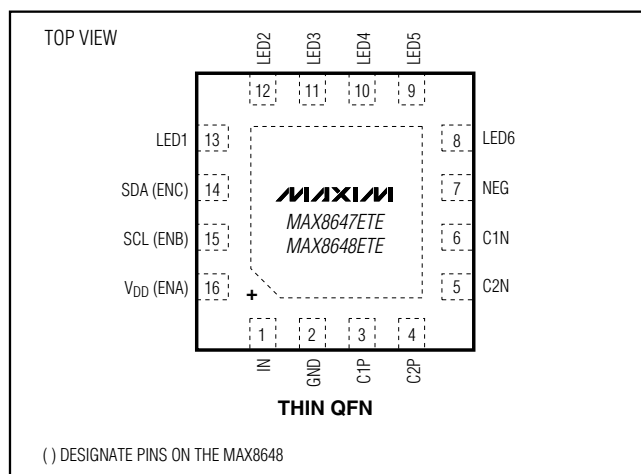 TOP VIEW
LED2 LED3 LED4 LED5
12 11 10 9
LED1 13 8 LED6
SDA (ENC) 14 7 NEG
MAXIM
MAX8647ETE
MAX8648ETE
SCL (ENB) 15 6 C1N
VDD (ENA) 16 5 C2N
+
1 2 3 4
IN GND C1P C2P
THIN QFN
( ) DESIGNATE PINS ON THE MAX8648